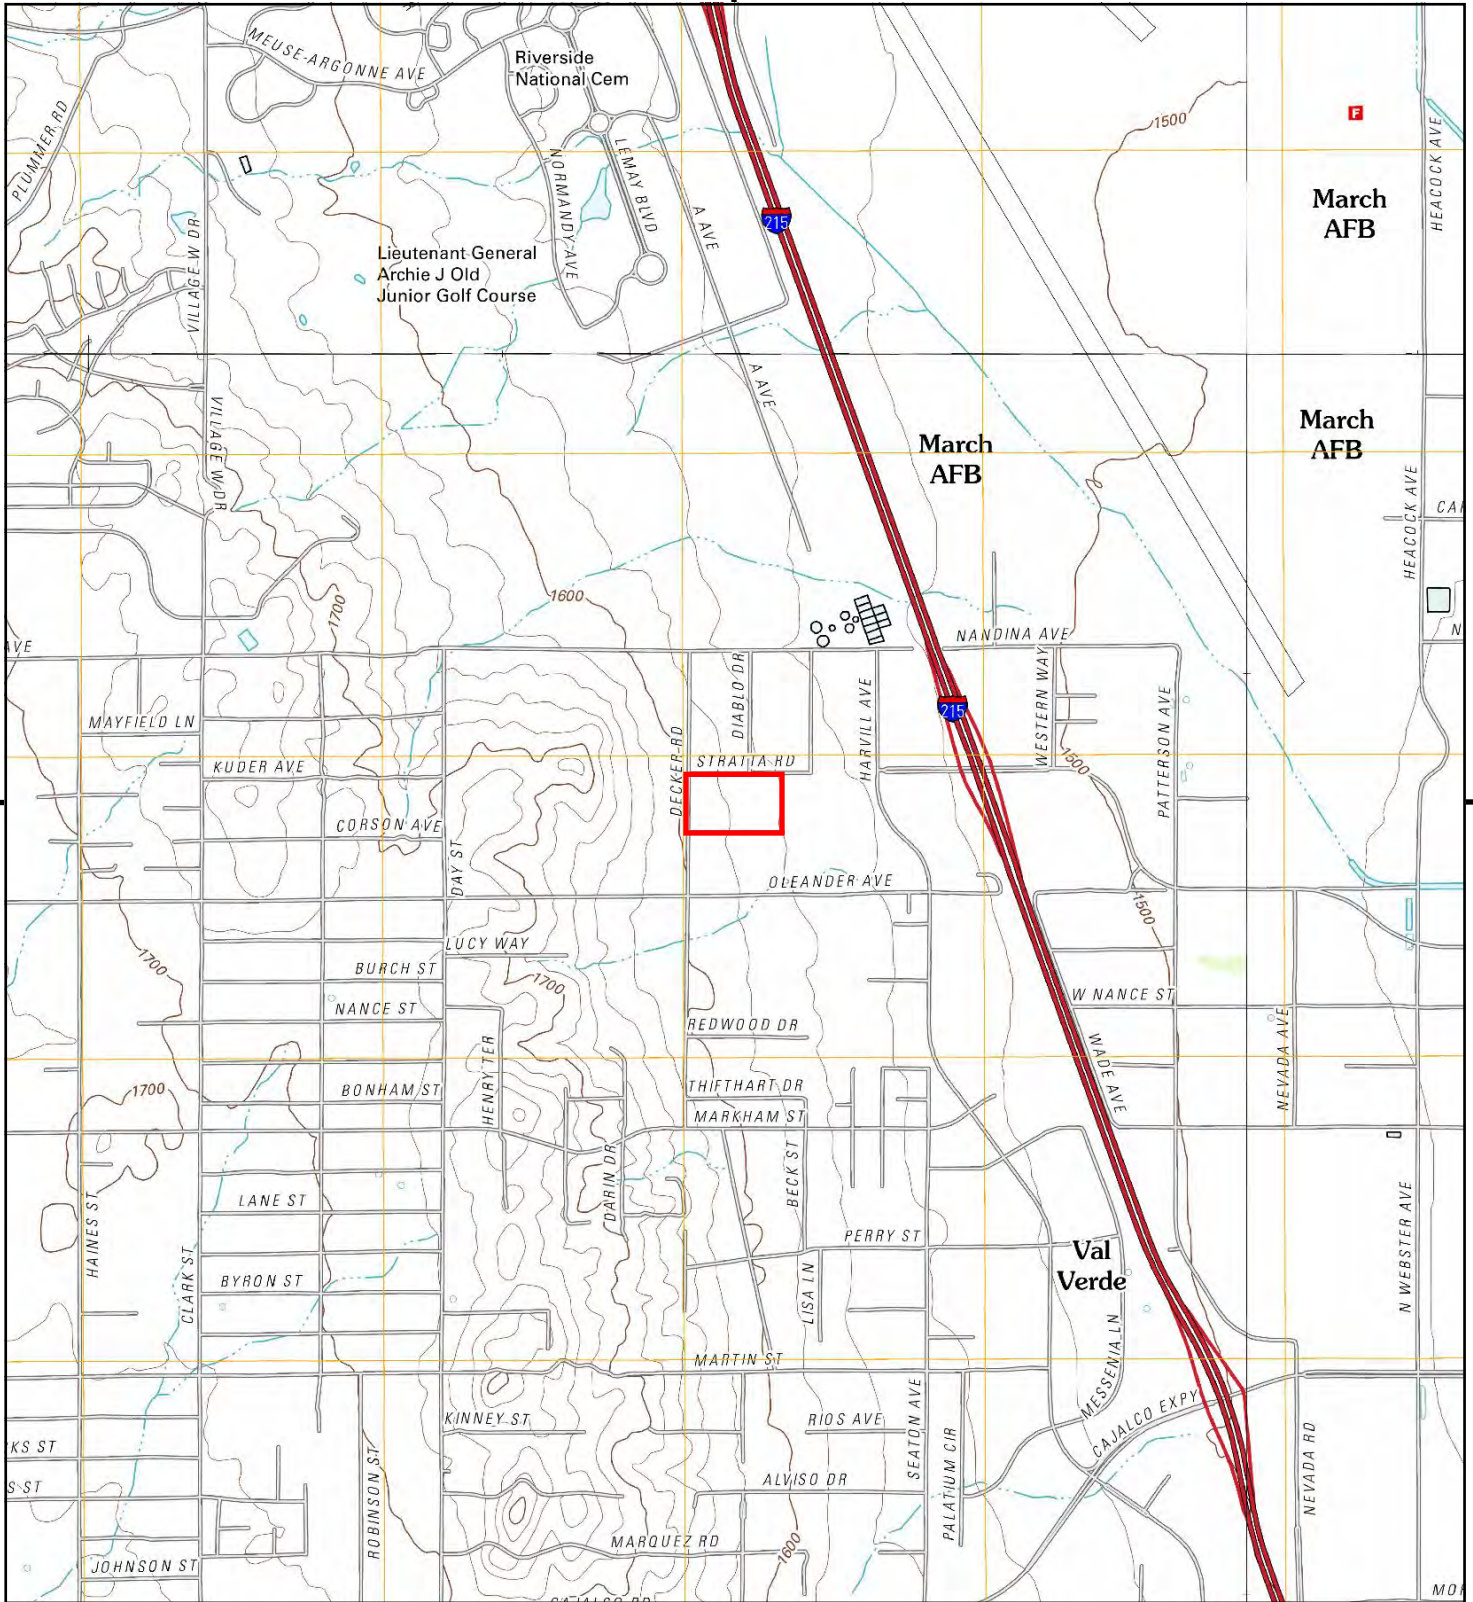 MEUSE-ARGONNE AVE
Riverside
National Cem
PLUMMER RD
1500
F
HEACOCK AVE
March
AFB
NORMANDY AVE
LEMAY BLVD
A AVE
215
VILLAGE W DR
Lieutenant General
Archie J Old
Junior Golf Course
A AVE
VILLAGE W DR
March
AFB
March
AFB
HEACOCK AVE
CA
1600
1700
NANDINA AVE
N
AVE
DIABLO DR
HARVILL AVE
WESTERN WAY
PATTERSON AVE
215
MAYFIELD LN
DECKER RD
STRATTA RD
1500
KUDER AVE
CORSON AVE
DAY ST
OLEANDER AVE
1500
LUCY WAY
1700
BURCH ST
1700
NANCE ST
W NANCE ST
REDWOOD DR
WADE AVE
NEVADA AVE
HENRY TER
1700
BONHAM ST
THIFTHART DR
MARKHAM ST
BECK ST
DARIN DR
HAINES ST
LANE ST
N WEBSTER AVE
PERRY ST
Val
Verde
CLARK ST
BYRON ST
LISA LN
MESSENIA LN
MARTIN ST
KINNEY ST
RIOS AVE
SEATON AVE
CAJALCO EXPY
KS ST
ROBINSON ST
PALATIUM CIR
NEVADA RD
S ST
ALVISO DR
MARQUEZ RD
1600
JOHNSON ST
CAJALSO RD
MO